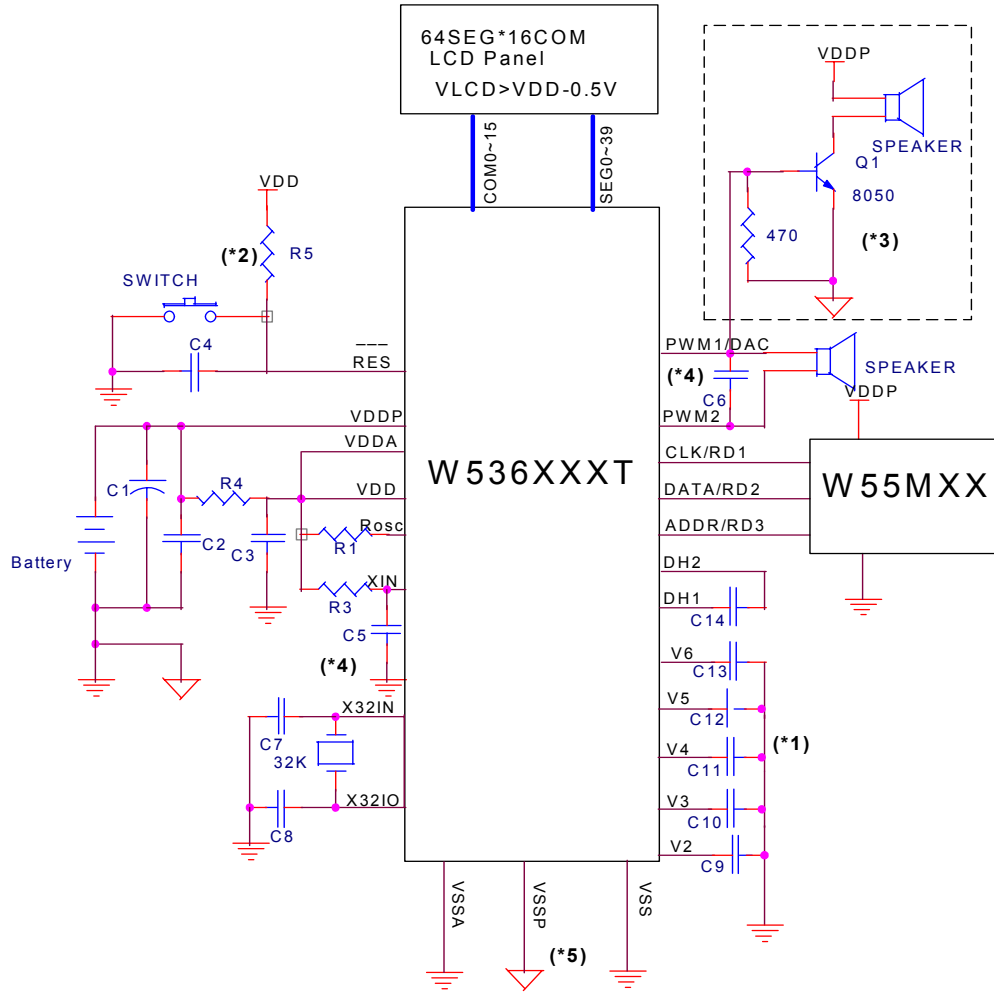 64SEG*16COM
LCD Panel
VLCD>VDD-0.5V
COM0~15
SEG0~39
VDDP
SPEAKER
Q1
8050
470
(*3)
VDD
(*2)
R5
SWITCH
C4
RES
PWM1/DAC
(*4)
C6
SPEAKER
PWM2
VDDP
VDDP
VDDA
VDD
R4
C1
C2
C3
Battery
Rosc
R1
XIN
R3
C5
(*4)
W536XXXT
CLK/RD1
DATA/RD2
ADDR/RD3
W55MXX
DH2
DH1
C14
V6
C13
V5
C12
V4
C11
V3
C10
V2
C9
(*1)
X32IN
C7
32K
X32IO
C8
VSSA
VSSP
VSS
(*5)